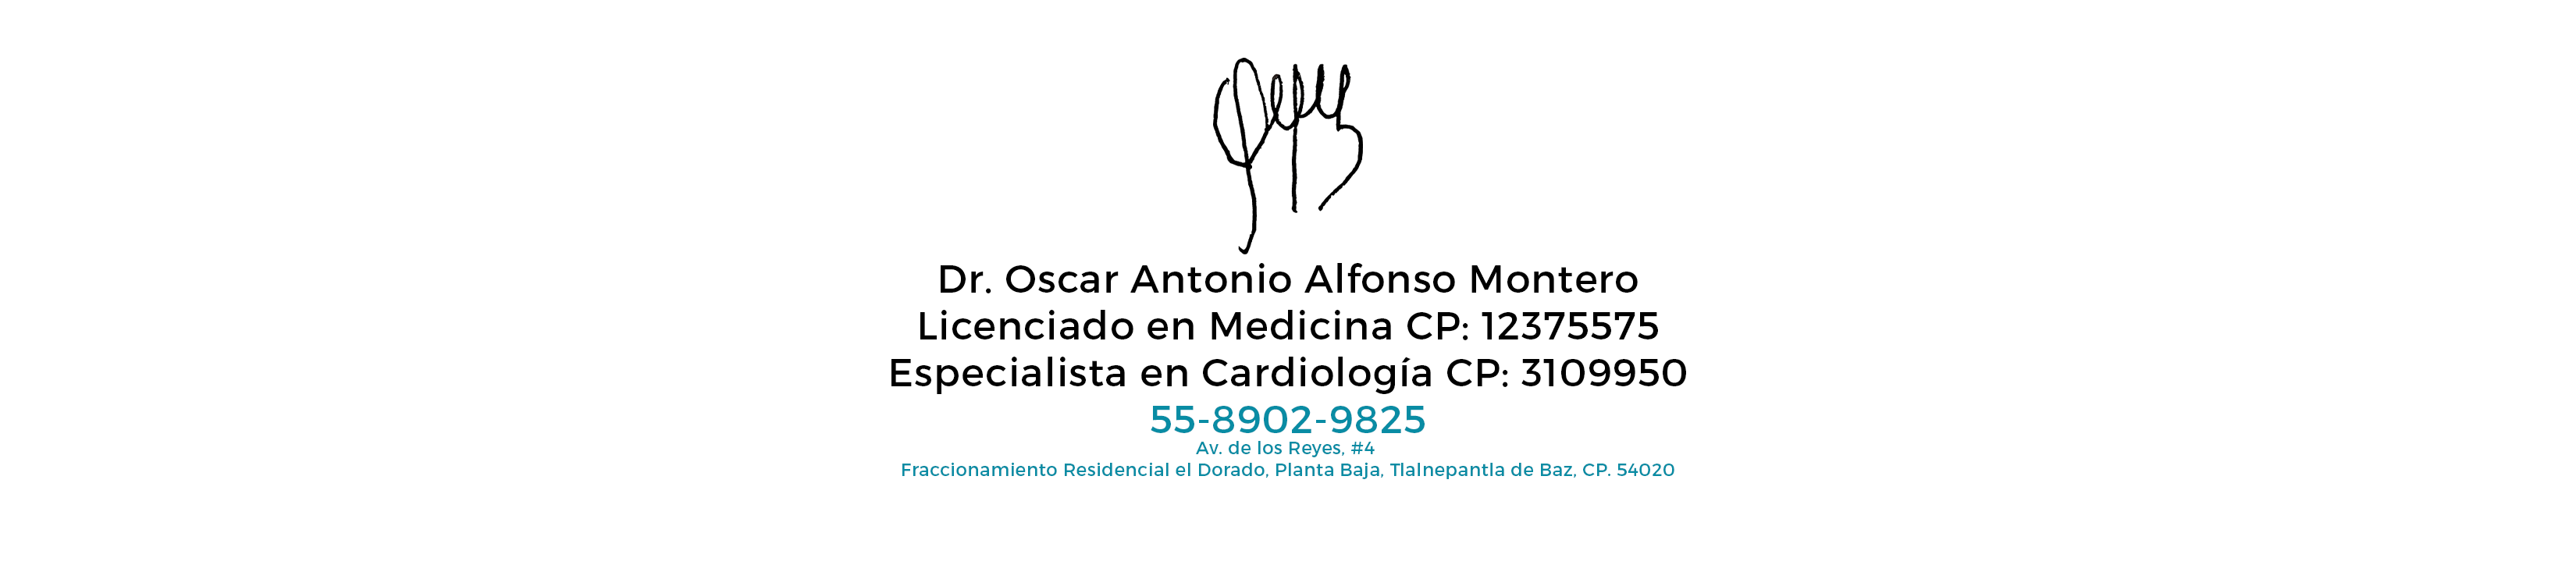 Dr. Oscar Antonio Alfonso Montero
Licenciado en Medicina CP: 12375575
Especialista en Cardiología CP: 3109950
55-8902-9825
Av. de los Reyes, #4
Fraccionamiento Residencial el Dorado, Planta Baja, Tlalnepantla de Baz, CP. 54020